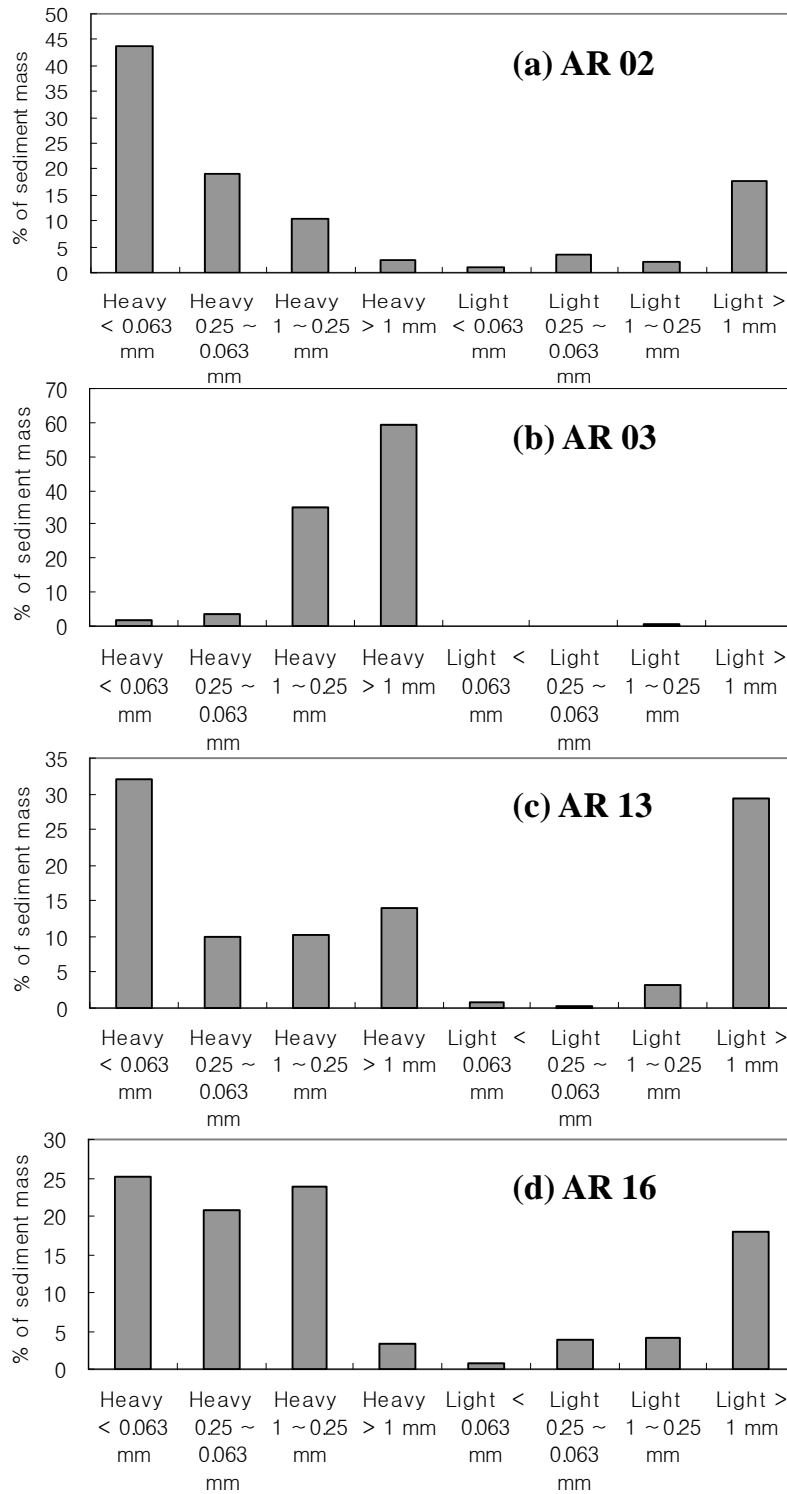 50
45
40
35
30
25
20
15
10
5
0
% of sediment mass
(a) AR 02
Heavy
< 0.063
mm
Heavy
0.25 ~
0.063
mm
Heavy
1 ~ 0.25
mm
Heavy
> 1 mm
Light
< 0.063
mm
Light
0.25 ~
0.063
mm
Light
1 ~ 0.25
mm
Light >
1 mm
70
60
50
40
30
20
10
0
% of sediment mass
(b) AR 03
Heavy
< 0.063
mm
Heavy
0.25 ~
0.063
mm
Heavy
1 ~ 0.25
mm
Heavy
> 1 mm
Light <
0.063
mm
Light
0.25 ~
0.063
mm
Light
1 ~ 0.25
mm
Light >
1 mm
35
30
25
20
15
10
5
0
% of sediment mass
(c) AR 13
Heavy
< 0.063
mm
Heavy
0.25 ~
0.063
mm
Heavy
1 ~ 0.25
mm
Heavy
> 1 mm
Light <
0.063
mm
Light
0.25 ~
0.063
mm
Light
1 ~ 0.25
mm
Light >
1 mm
30
25
20
15
10
5
0
% of sediment mass
(d) AR 16
Heavy
< 0.063
mm
Heavy
0.25 ~
0.063
mm
Heavy
1 ~ 0.25
mm
Heavy
> 1 mm
Light <
0.063
mm
Light
0.25 ~
0.063
mm
Light
1 ~ 0.25
mm
Light >
1 mm